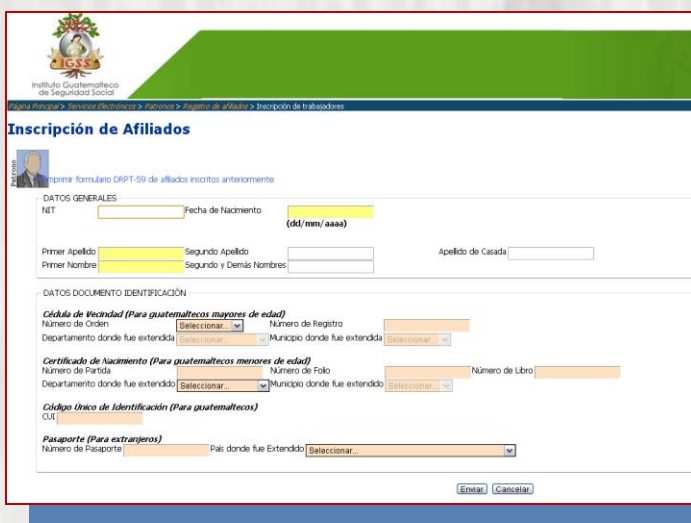 IGSS
Instituto Guatemalteco
de Seguridad Social
Página Principal > Servicios Electrónicos > Patronos > Registro de afiliados > Inscripción de trabajadores
Inscripción de Afiliados
Patrono
Imprimir formulario DRPT-59 de afiliados inscritos anteriormente
DATOS GENERALES
NIT Fecha de Nacimiento
(dd/mm/aaaa)
Primer Apellido Segundo Apellido Apellido de Casada
Primer Nombre Segundo y Demás Nombres
DATOS DOCUMENTO IDENTIFICACIÓN
Cédula de Vecindad (Para guatemaltecos mayores de edad)
Número de Orden Seleccionar... Número de Registro
Departamento donde fue extendida Seleccionar... Municipio donde fue extendida Seleccionar...
Certificado de Nacimiento (Para guatemaltecos menores de edad)
Número de Partida Número de Folio Número de Libro
Departamento donde fue extendido Seleccionar... Municipio donde fue extendido Seleccionar...
Código Único de Identificación (Para guatemaltecos)
CUI
Pasaporte (Para extranjeros)
Número de Pasaporte País donde fue Extendido Seleccionar...
Enviar Cancelar